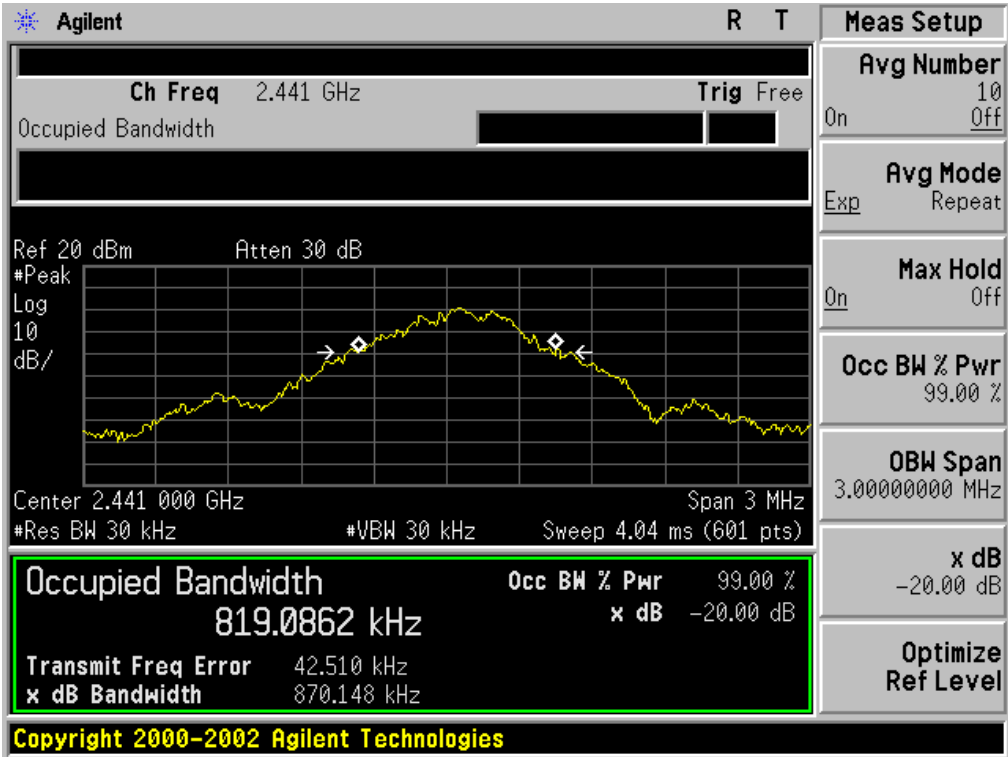 Agilent R T
Ch Freq 2.441 GHz Trig Free
Occupied Bandwidth
Ref 20 dBm Atten 30 dB
#Peak
Log
10
dB/
Center 2.441 000 GHz Span 3 MHz
#Res BW 30 kHz #VBW 30 kHz Sweep 4.04 ms (601 pts)
Occupied Bandwidth
819.0862 kHz
Occ BW % Pwr 99.00 %
x dB -20.00 dB
Transmit Freq Error 42.510 kHz
x dB Bandwidth 870.148 kHz
Copyright 2000-2002 Agilent Technologies
Meas Setup
Avg Number
10
On Off
Avg Mode
Exp Repeat
Max Hold
On Off
Occ BW % Pwr
99.00 %
OBW Span
3.00000000 MHz
x dB
-20.00 dB
Optimize
Ref Level